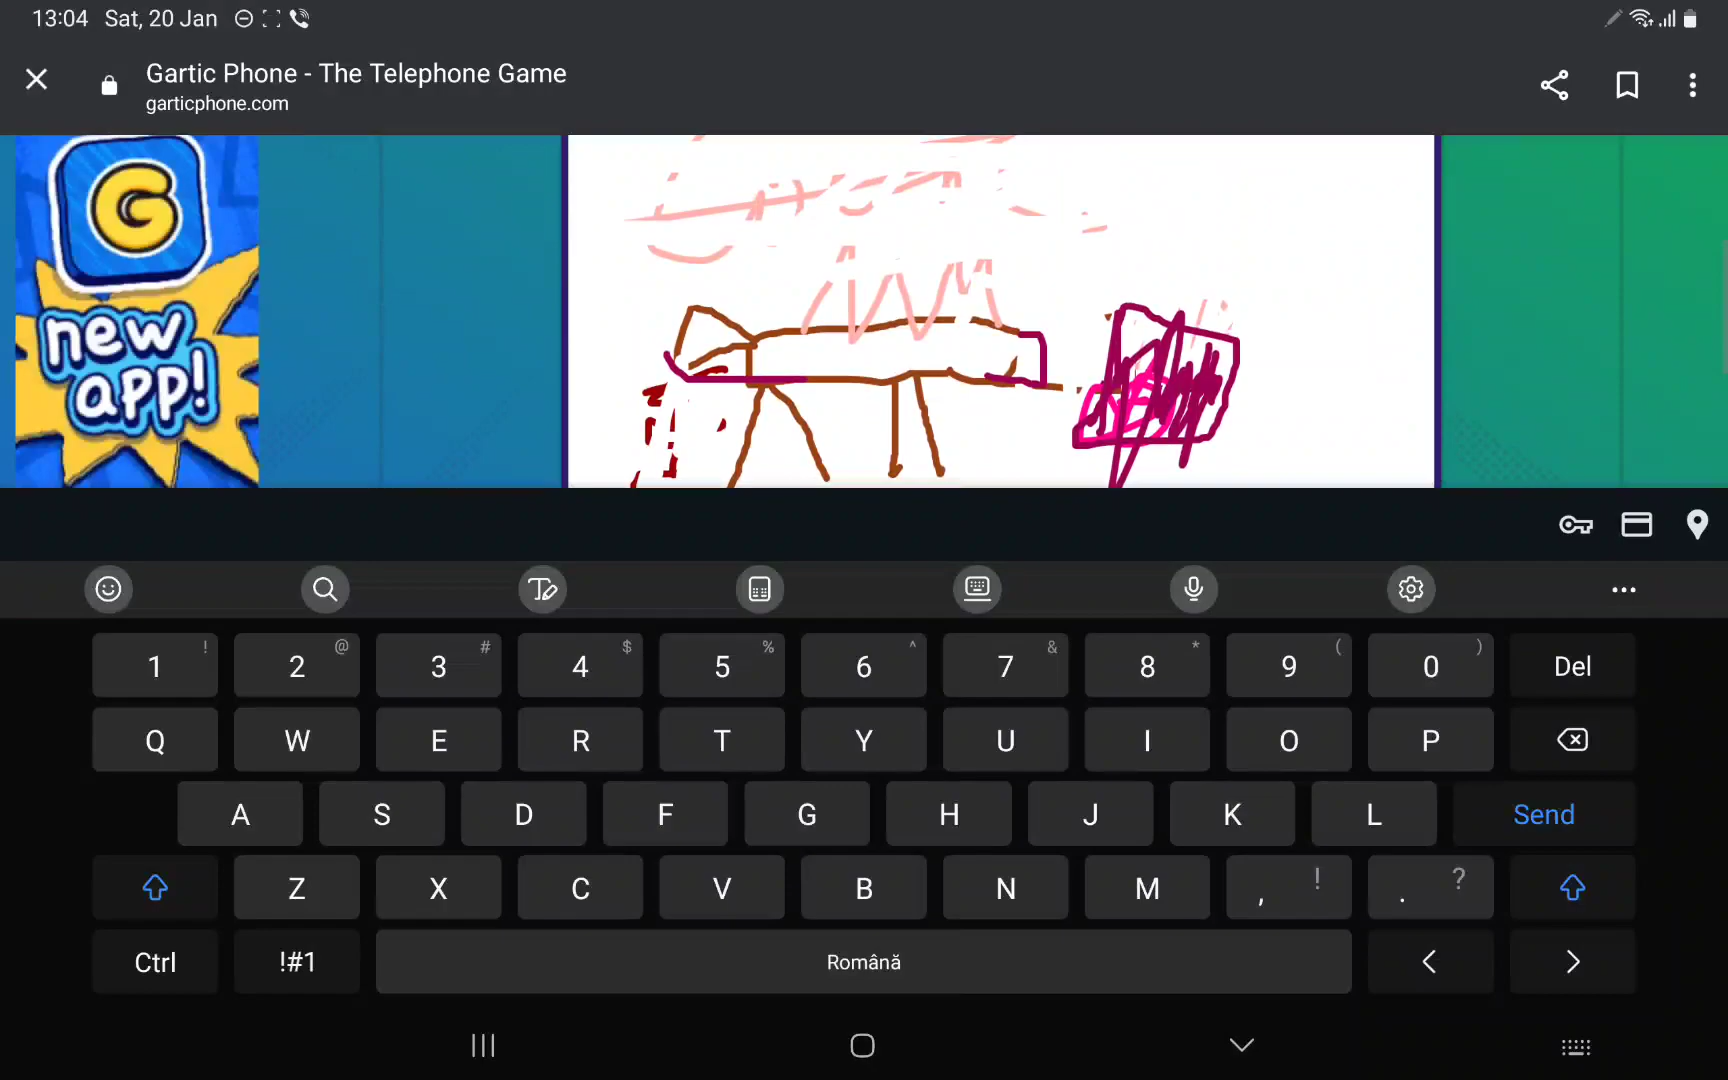 13:04 Sat, 20 Jan
Gartic Phone - The Telephone Game
garticphone.com
G
new
app!
1 ! 2 @ 3 # 4 $ 5 % 6 ^ 7 & 8 * 9 ( 0 ) Del
Q W E R T Y U I O P
A S D F G H J K L Send
Z X C V B N M , ! . ?
Ctrl !#1 Română < >